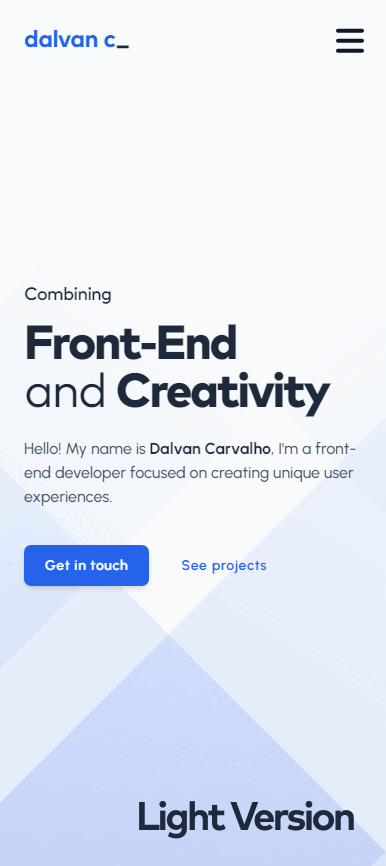 dalvan c_
Combining
Front-End
and Creativity
Hello! My name is Dalvan Carvalho, I'm a front-
end developer focused on creating unique user
experiences.
Get in touch
See projects
Light Version